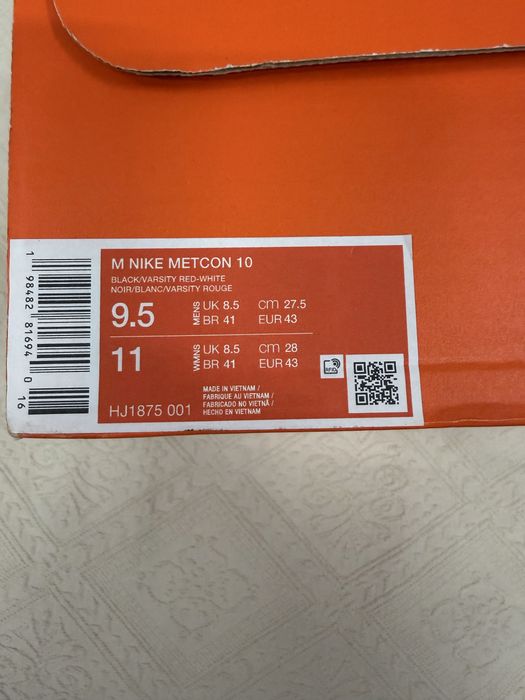 M NIKE METCON 10
BLACK/VARSITY RED-WHITE
NOIR/BLANC/VARSITY ROUGE
9.5 MENS UK 8.5 cm 27.5
BR 41 EUR 43
11 WMNS UK 8.5 cm 28
BR 41 EUR 43
RFID
HJ1875 001
MADE IN VIETNAM /
FABRIQUE AU VIETNAM /
FABRICADO NO VIETNÃ /
HECHO EN VIETNAM
1 98482 81694 0 16